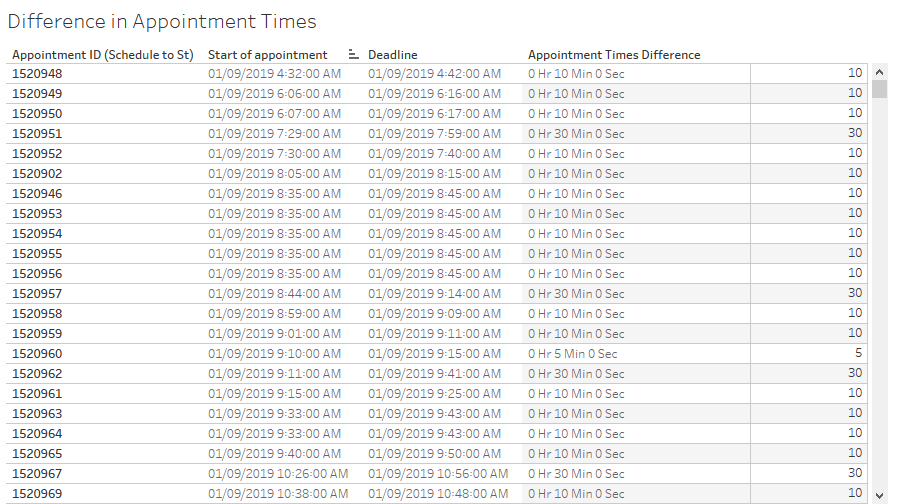 Difference in Appointment Times
Appointment ID (Schedule to St) Start of appointment Deadline Appointment Times Difference
1520948 01/09/2019 4:32:00 AM 01/09/2019 4:42:00 AM 0 Hr 10 Min 0 Sec 10
1520949 01/09/2019 6:06:00 AM 01/09/2019 6:16:00 AM 0 Hr 10 Min 0 Sec 10
1520950 01/09/2019 6:07:00 AM 01/09/2019 6:17:00 AM 0 Hr 10 Min 0 Sec 10
1520951 01/09/2019 7:29:00 AM 01/09/2019 7:59:00 AM 0 Hr 30 Min 0 Sec 30
1520952 01/09/2019 7:30:00 AM 01/09/2019 7:40:00 AM 0 Hr 10 Min 0 Sec 10
1520902 01/09/2019 8:05:00 AM 01/09/2019 8:15:00 AM 0 Hr 10 Min 0 Sec 10
1520946 01/09/2019 8:35:00 AM 01/09/2019 8:45:00 AM 0 Hr 10 Min 0 Sec 10
1520953 01/09/2019 8:35:00 AM 01/09/2019 8:45:00 AM 0 Hr 10 Min 0 Sec 10
1520954 01/09/2019 8:35:00 AM 01/09/2019 8:45:00 AM 0 Hr 10 Min 0 Sec 10
1520955 01/09/2019 8:35:00 AM 01/09/2019 8:45:00 AM 0 Hr 10 Min 0 Sec 10
1520956 01/09/2019 8:35:00 AM 01/09/2019 8:45:00 AM 0 Hr 10 Min 0 Sec 10
1520957 01/09/2019 8:44:00 AM 01/09/2019 9:14:00 AM 0 Hr 30 Min 0 Sec 30
1520958 01/09/2019 8:59:00 AM 01/09/2019 9:09:00 AM 0 Hr 10 Min 0 Sec 10
1520959 01/09/2019 9:01:00 AM 01/09/2019 9:11:00 AM 0 Hr 10 Min 0 Sec 10
1520960 01/09/2019 9:10:00 AM 01/09/2019 9:15:00 AM 0 Hr 5 Min 0 Sec 5
1520962 01/09/2019 9:11:00 AM 01/09/2019 9:41:00 AM 0 Hr 30 Min 0 Sec 30
1520961 01/09/2019 9:15:00 AM 01/09/2019 9:25:00 AM 0 Hr 10 Min 0 Sec 10
1520963 01/09/2019 9:33:00 AM 01/09/2019 9:43:00 AM 0 Hr 10 Min 0 Sec 10
1520964 01/09/2019 9:33:00 AM 01/09/2019 9:43:00 AM 0 Hr 10 Min 0 Sec 10
1520965 01/09/2019 9:40:00 AM 01/09/2019 9:50:00 AM 0 Hr 10 Min 0 Sec 10
1520967 01/09/2019 10:26:00 AM 01/09/2019 10:56:00 AM 0 Hr 30 Min 0 Sec 30
1520969 01/09/2019 10:38:00 AM 01/09/2019 10:48:00 AM 0 Hr 10 Min 0 Sec 10